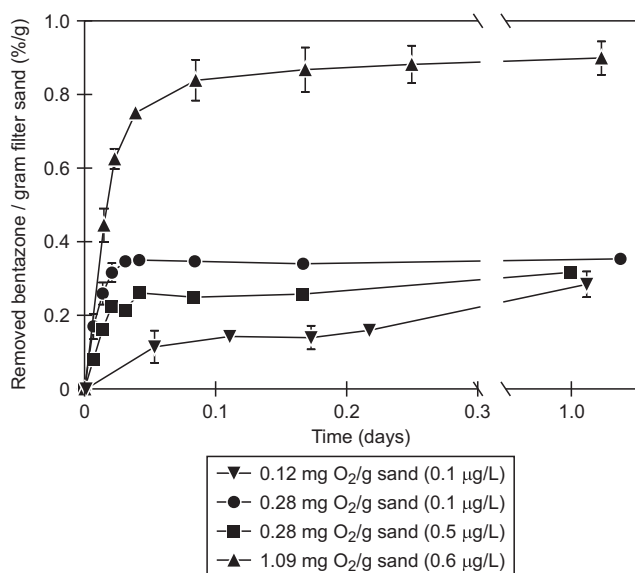 Removed bentazone / gram filter sand (%/g)
1.0
0.8
0.6
0.4
0.2
0
0
0.1
0.2
0.3
1.0
Time (days)
0.12 mg O2/g sand (0.1 µg/L)
0.28 mg O2/g sand (0.1 µg/L)
0.28 mg O2/g sand (0.5 µg/L)
1.09 mg O2/g sand (0.6 µg/L)